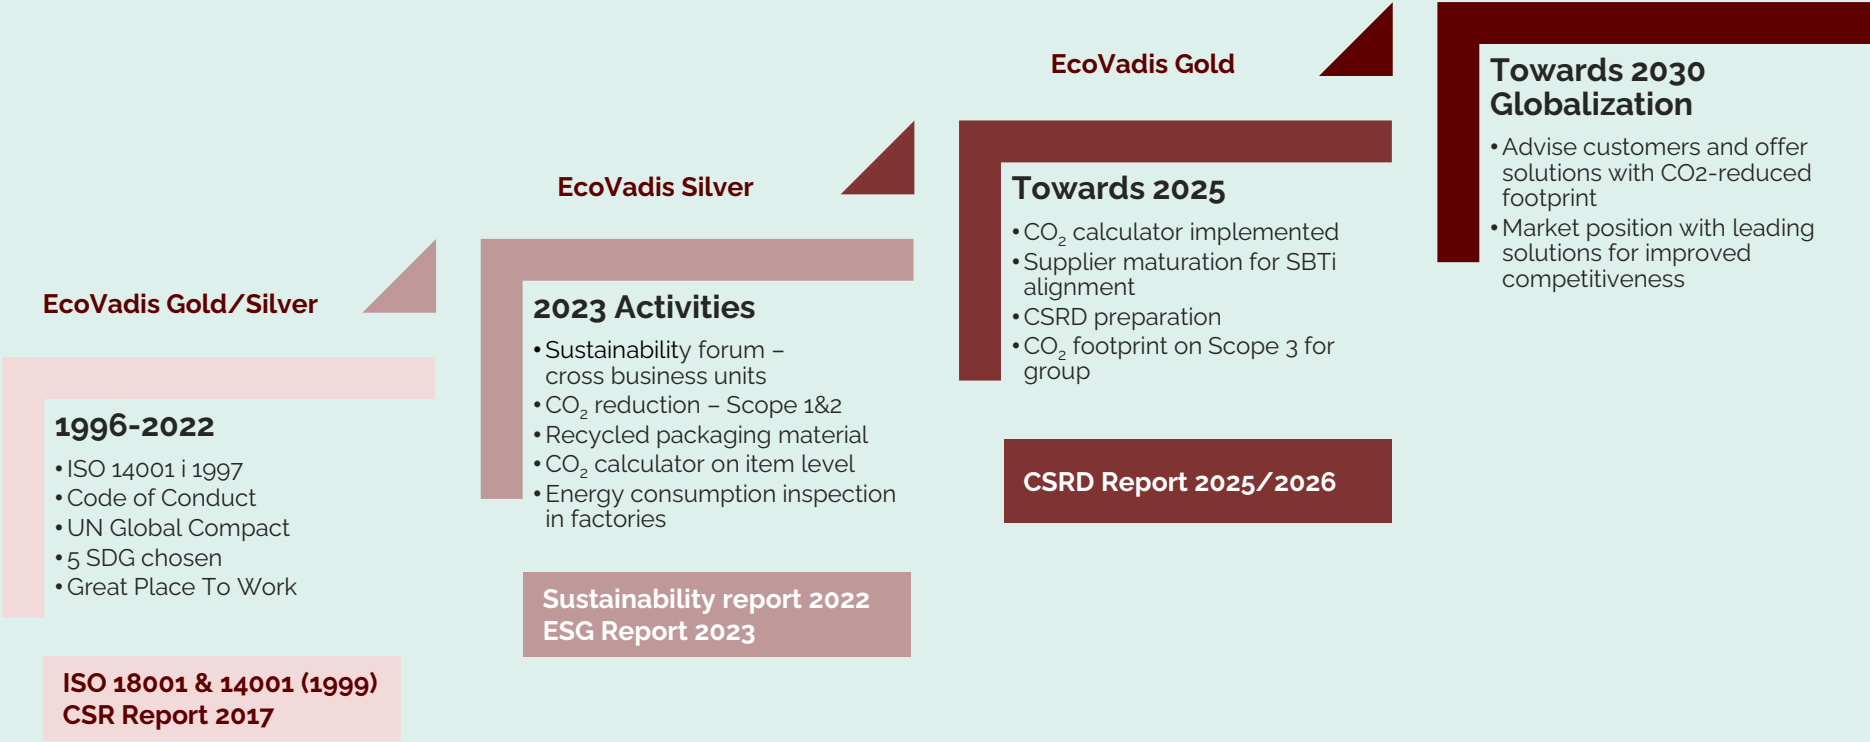 EcoVadis Gold/Silver
1996-2022
•ISO 14001 i 1997
•Code of Conduct
•UN Global Compact
•5 SDG chosen
•Great Place To Work
ISO 18001 & 14001 (1999)
CSR Report 2017
EcoVadis Silver
2023 Activities
•Sustainability forum –
cross business units
•CO₂ reduction – Scope 1&2
•Recycled packaging material
•CO₂ calculator on item level
•Energy consumption inspection
in factories
Sustainability report 2022
ESG Report 2023
EcoVadis Gold
Towards 2025
•CO₂ calculator implemented
•Supplier maturation for SBTi
alignment
•CSRD preparation
•CO₂ footprint on Scope 3 for
group
CSRD Report 2025/2026
Towards 2030
Globalization
•Advise customers and offer
solutions with CO2-reduced
footprint
•Market position with leading
solutions for improved
competitiveness